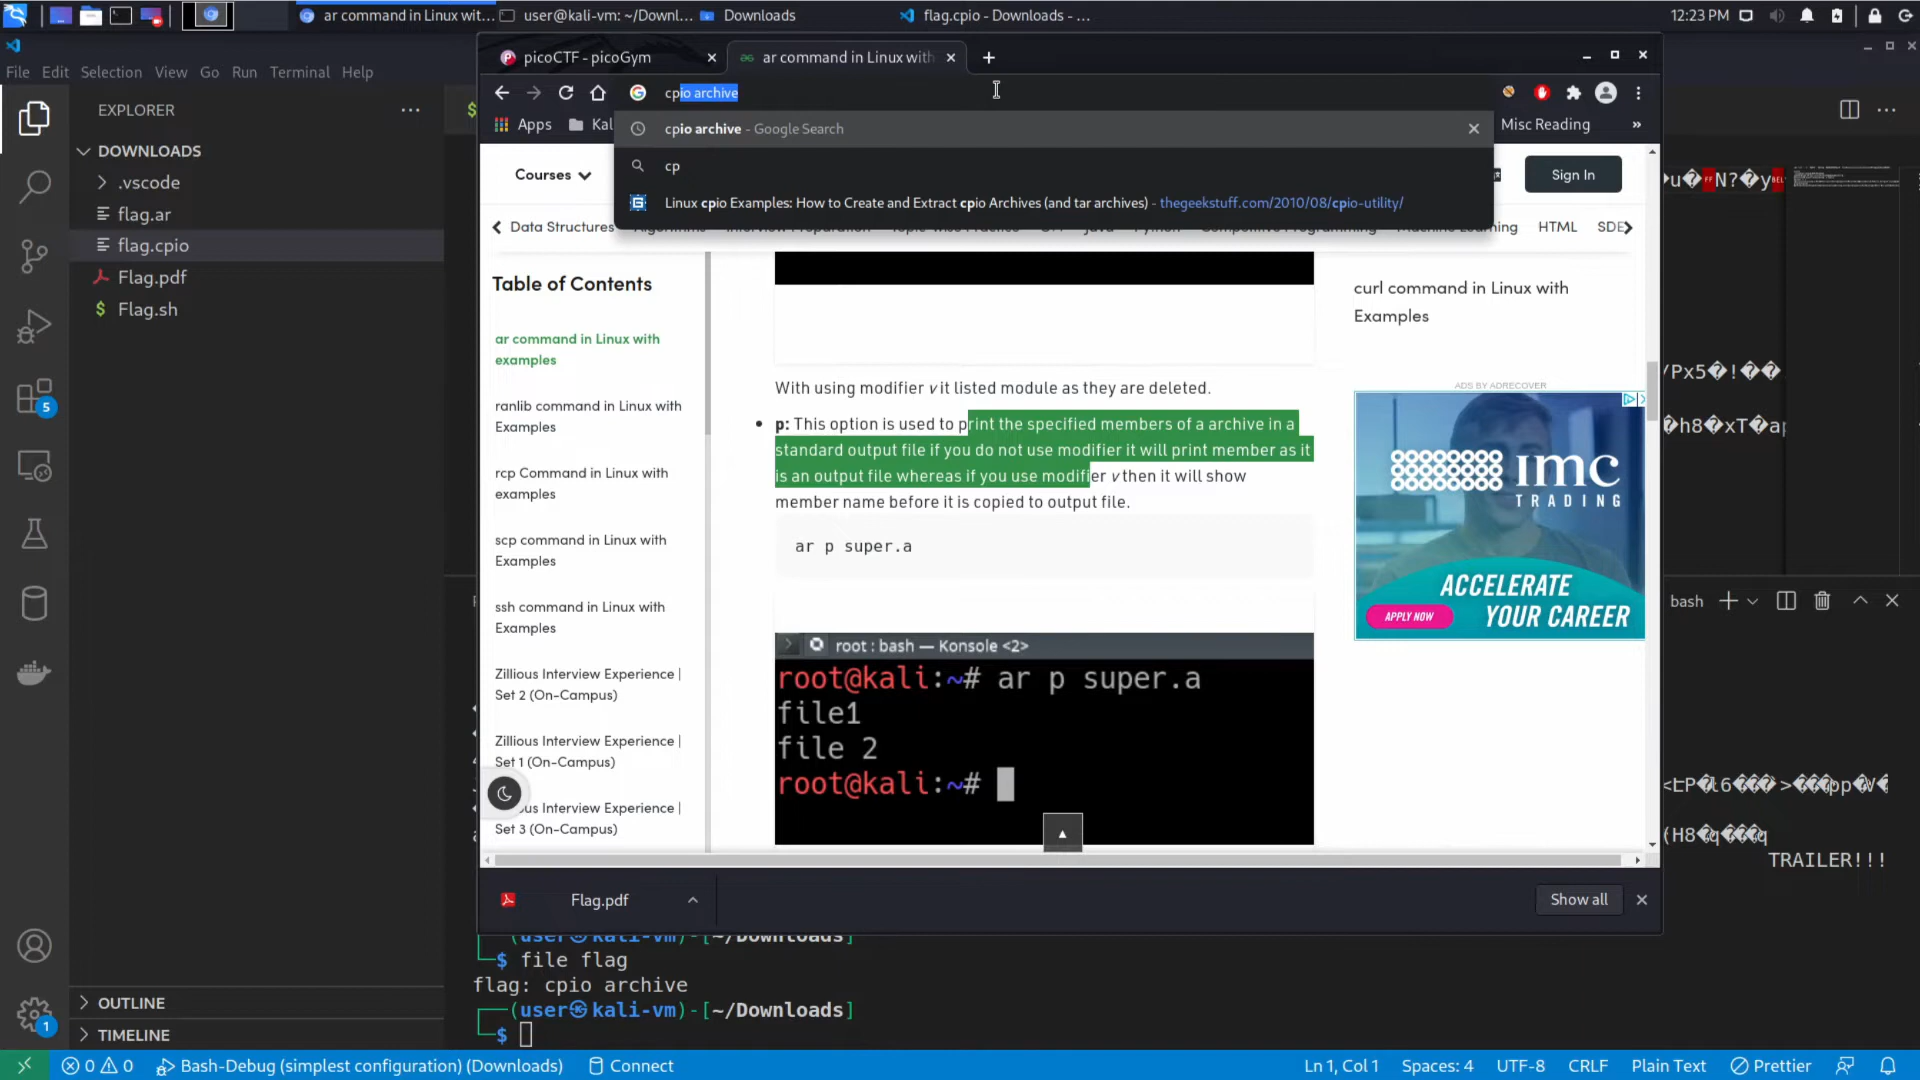 ar command in Linux wit...
user@kali-vm: ~/Downl...
Downloads
flag.cpio - Downloads - ...
12:23 PM
File Edit Selection View Go Run Terminal Help
picoCTF - picoGym
ar command in Linux with
EXPLORER
cpio archive
Apps
Kal
Misc Reading
»
cpio archive - Google Search
cp
Linux cpio Examples: How to Create and Extract cpio Archives (and tar archives) - thegeekstuff.com/2010/08/cpio-utility/
DOWNLOADS
.vscode
flag.ar
flag.cpio
Flag.pdf
Flag.sh
Courses
Sign In
Data Structures
HTML
SDE
Table of Contents
ar command in Linux with
examples
ranlib command in Linux with
Examples
rcp Command in Linux with
examples
scp command in Linux with
Examples
ssh command in Linux with
Examples
Zillious Interview Experience |
Set 2 (On-Campus)
Zillious Interview Experience |
Set 1 (On-Campus)
ous Interview Experience |
Set 3 (On-Campus)
With using modifier v it listed module as they are deleted.
p: This option is used to print the specified members of a archive in a
standard output file if you do not use modifier it will print member as it
is an output file whereas if you use modifier v then it will show
member name before it is copied to output file.
ar p super.a
root : bash — Konsole <2>
root@kali:~# ar p super.a
file1
file 2
root@kali:~#
curl command in Linux with
Examples
ADS BY ADRECOVER
imc
TRADING
ACCELERATE
YOUR CAREER
APPLY NOW
Flag.pdf
Show all
bash
TRAILER!!!
(user㉿kali-vm)-[~/Downloads]
$ file flag
flag: cpio archive
(user㉿kali-vm)-[~/Downloads]
$
OUTLINE
TIMELINE
5
1
0 0
Bash-Debug (simplest configuration) (Downloads)
Connect
Ln 1, Col 1
Spaces: 4
UTF-8
CRLF
Plain Text
Prettier